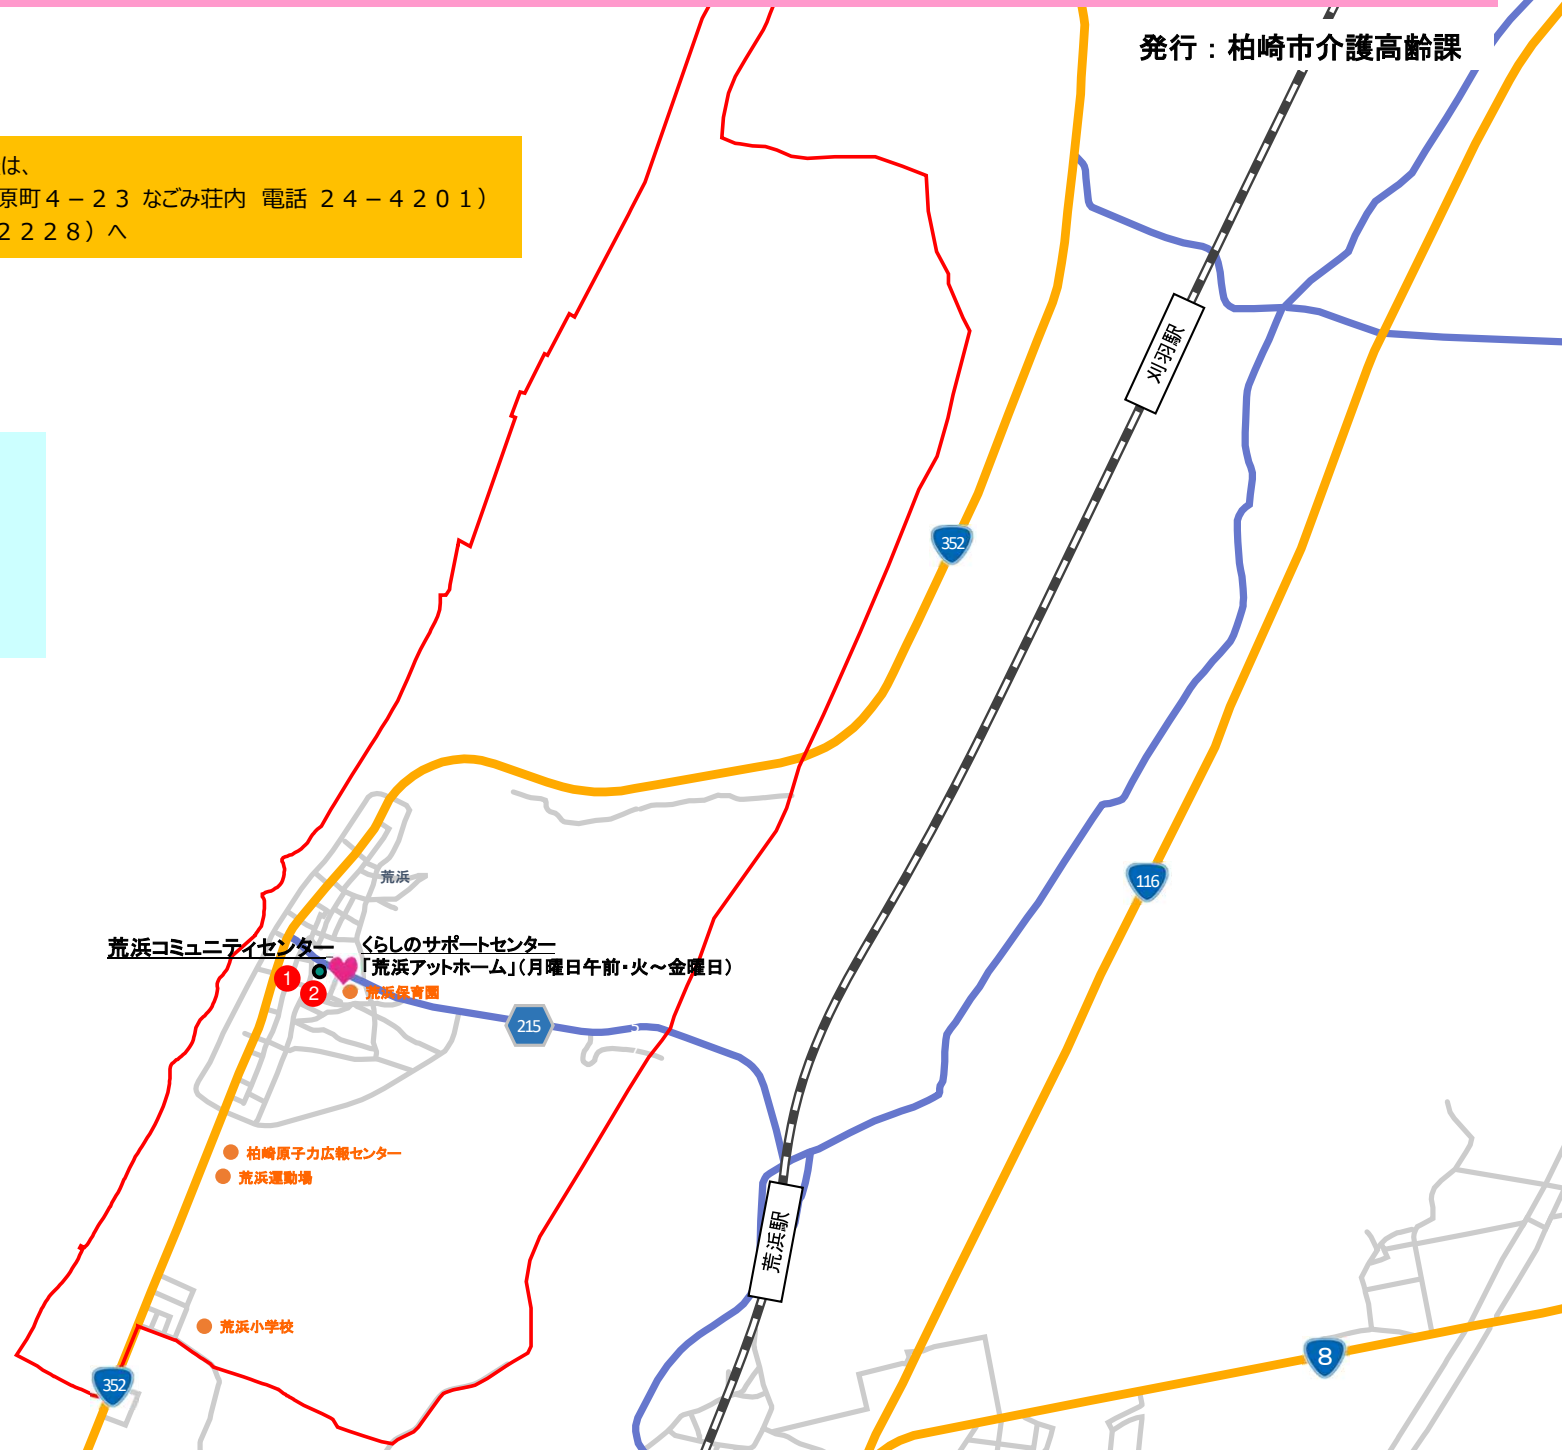 発行：柏崎市介護高齢課
は、
原町４－２３ なごみ荘内 電話 ２４－４２０１）
２２２８）へ
刈羽駅
352
116
荒浜
荒浜コミュニティセンター
くらしのサポートセンター
「荒浜アットホーム」（月曜日午前・火～金曜日）
1
2
荒浜保育園
215
5
柏崎原子力広報センター
荒浜運動場
荒浜駅
荒浜小学校
8
352